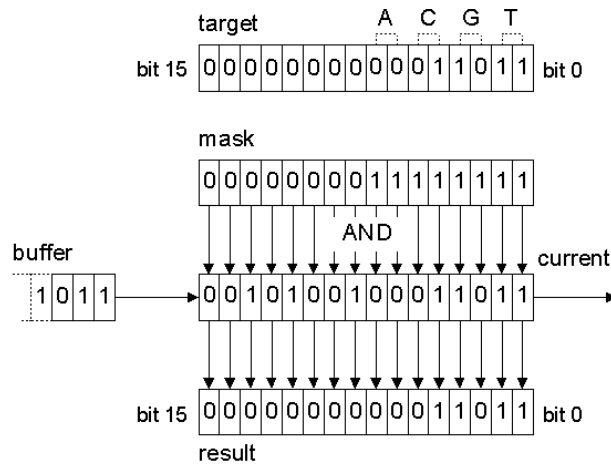 A C G T
target
bit 15 0 0 0 0 0 0 0 0 0 0 0 1 1 0 1 1 bit 0
mask
0 0 0 0 0 0 0 0 1 1 1 1 1 1 1 1
AND
buffer
current
1 0 1 1
0 0 1 0 1 0 0 1 0 0 0 1 1 0 1 1
bit 15 0 0 0 0 0 0 0 0 0 0 0 1 1 0 1 1 bit 0
result